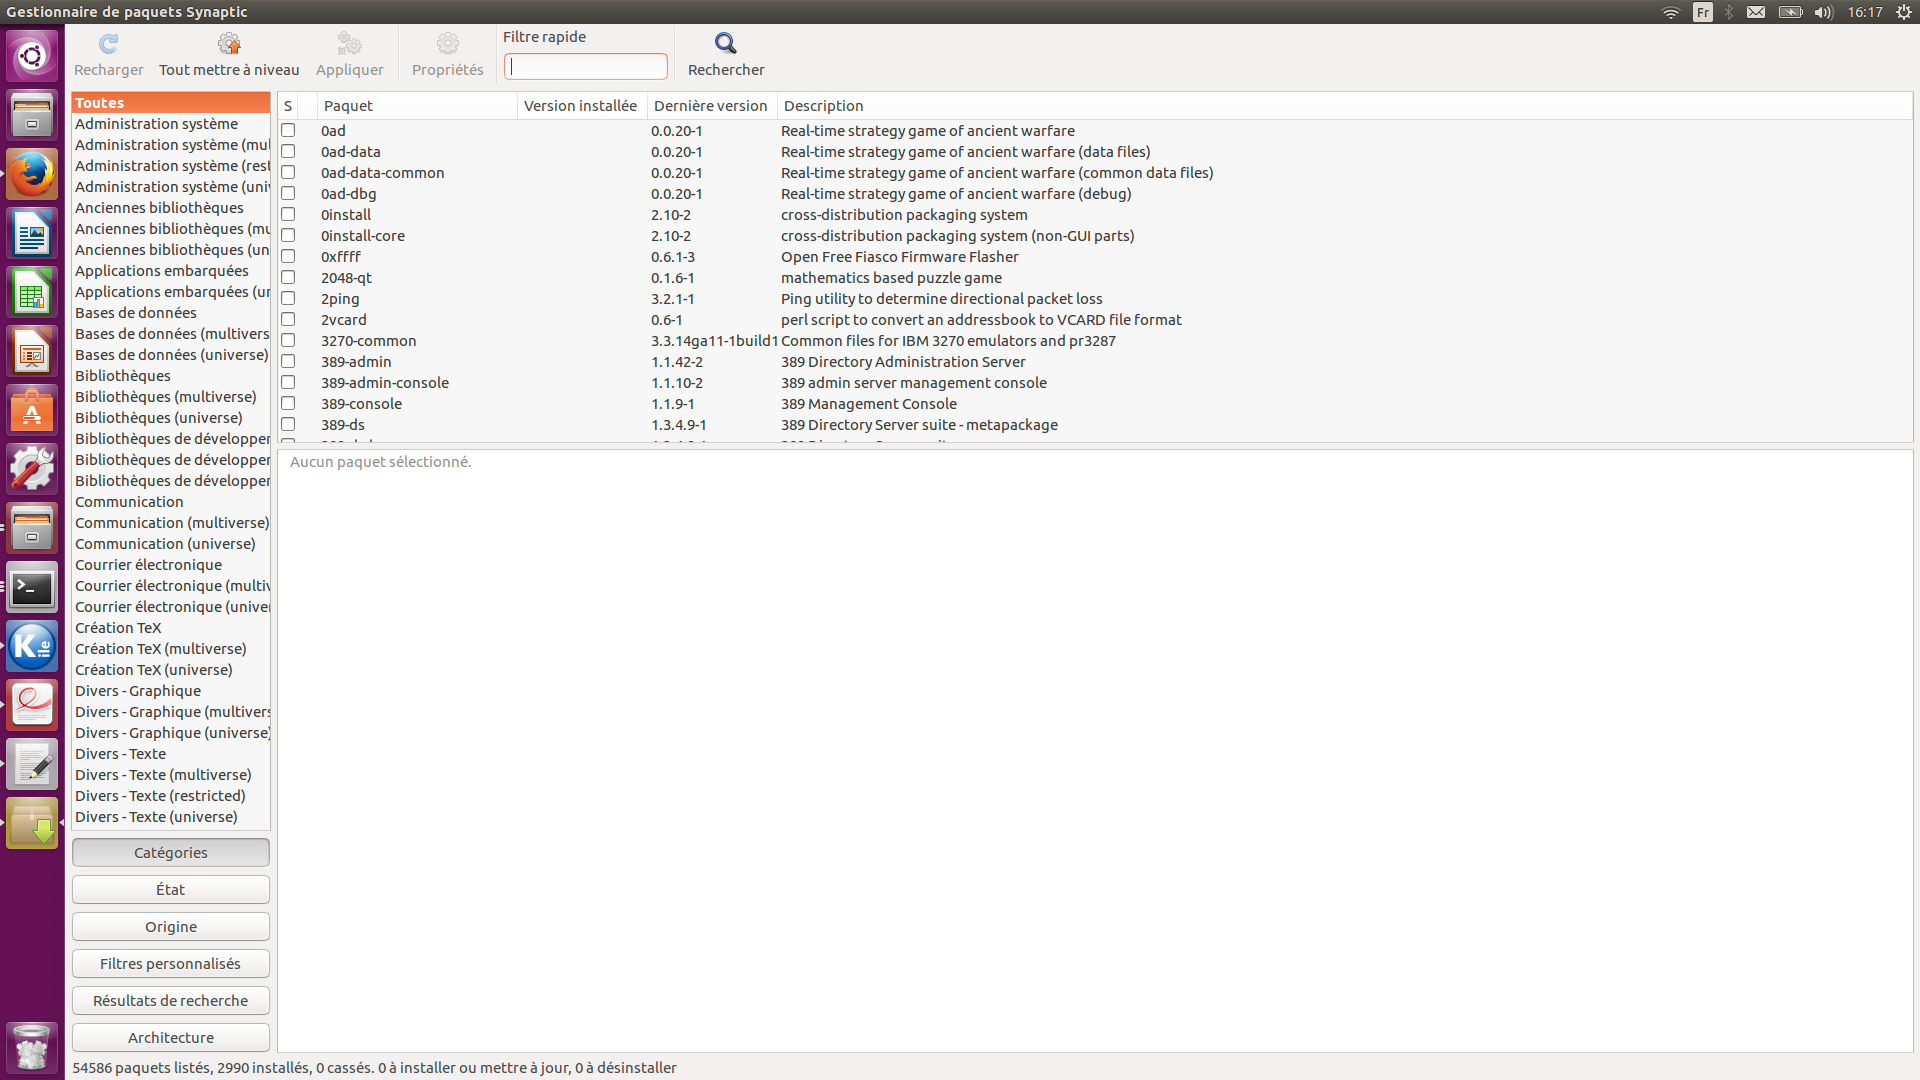 Gestionnaire de paquets Synaptic
Fr
16:17
Recharger
Tout mettre à niveau
Appliquer
Propriétés
Filtre rapide
Rechercher
Toutes
Administration système
Administration système (mul
Administration système (rest
Administration système (univ
Anciennes bibliothèques
Anciennes bibliothèques (mu
Anciennes bibliothèques (un
Applications embarquées
Applications embarquées (un
Bases de données
Bases de données (multivers
Bases de données (universe)
Bibliothèques
Bibliothèques (multiverse)
Bibliothèques (universe)
Bibliothèques de développer
Bibliothèques de développer
Bibliothèques de développer
Communication
Communication (multiverse)
Communication (universe)
Courrier électronique
Courrier électronique (multiv
Courrier électronique (univer
Création TeX
Création TeX (multiverse)
Création TeX (universe)
Divers - Graphique
Divers - Graphique (multivers
Divers - Graphique (universe)
Divers - Texte
Divers - Texte (multiverse)
Divers - Texte (restricted)
Divers - Texte (universe)
Catégories
État
Origine
Filtres personnalisés
Résultats de recherche
Architecture
S Paquet Version installée Dernière version Description
0ad 0.0.20-1 Real-time strategy game of ancient warfare
0ad-data 0.0.20-1 Real-time strategy game of ancient warfare (data files)
0ad-data-common 0.0.20-1 Real-time strategy game of ancient warfare (common data files)
0ad-dbg 0.0.20-1 Real-time strategy game of ancient warfare (debug)
0install 2.10-2 cross-distribution packaging system
0install-core 2.10-2 cross-distribution packaging system (non-GUI parts)
0xffff 0.6.1-3 Open Free Fiasco Firmware Flasher
2048-qt 0.1.6-1 mathematics based puzzle game
2ping 3.2.1-1 Ping utility to determine directional packet loss
2vcard 0.6-1 perl script to convert an addressbook to VCARD file format
3270-common 3.3.14ga11-1build1 Common files for IBM 3270 emulators and pr3287
389-admin 1.1.42-2 389 Directory Administration Server
389-admin-console 1.1.10-2 389 admin server management console
389-console 1.1.9-1 389 Management Console
389-ds 1.3.4.9-1 389 Directory Server suite - metapackage
Aucun paquet sélectionné.
54586 paquets listés, 2990 installés, 0 cassés. 0 à installer ou mettre à jour, 0 à désinstaller